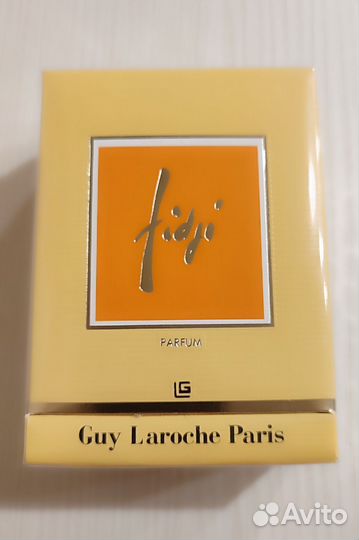 fidji
PARFUM
LG
Guy Laroche Paris
Avito